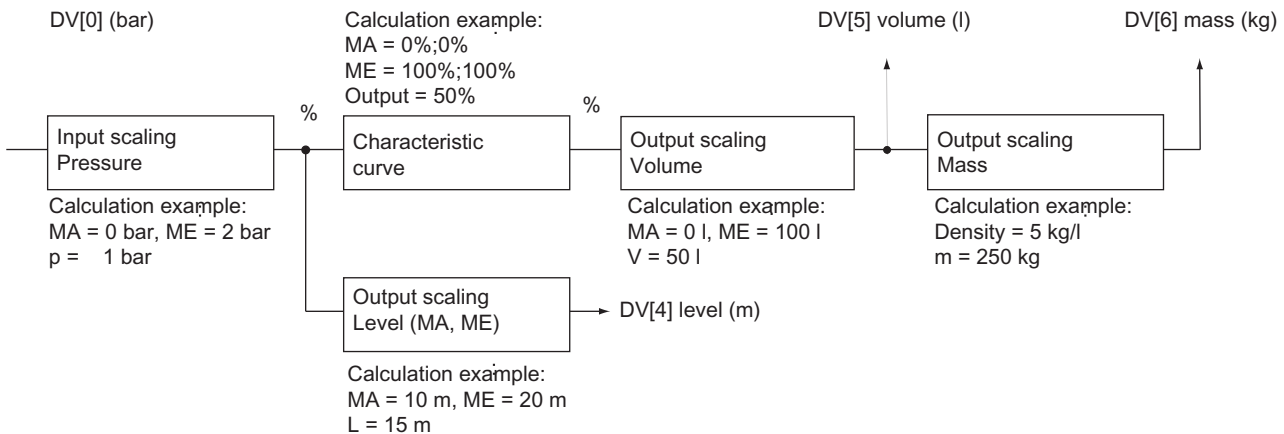 DV[0] (bar)
Calculation example:
MA = 0%;0%
ME = 100%;100%
Output = 50%
DV[5] volume (l)
DV[6] mass (kg)
%
%
Input scaling
Pressure
Characteristic
curve
Output scaling
Volume
Output scaling
Mass
Calculation example:
MA = 0 bar, ME = 2 bar
p = 1 bar
Calculation example:
MA = 0 l, ME = 100 l
V = 50 l
Calculation example:
Density = 5 kg/l
m = 250 kg
Output scaling
Level (MA, ME)
DV[4] level (m)
Calculation example:
MA = 10 m, ME = 20 m
L = 15 m